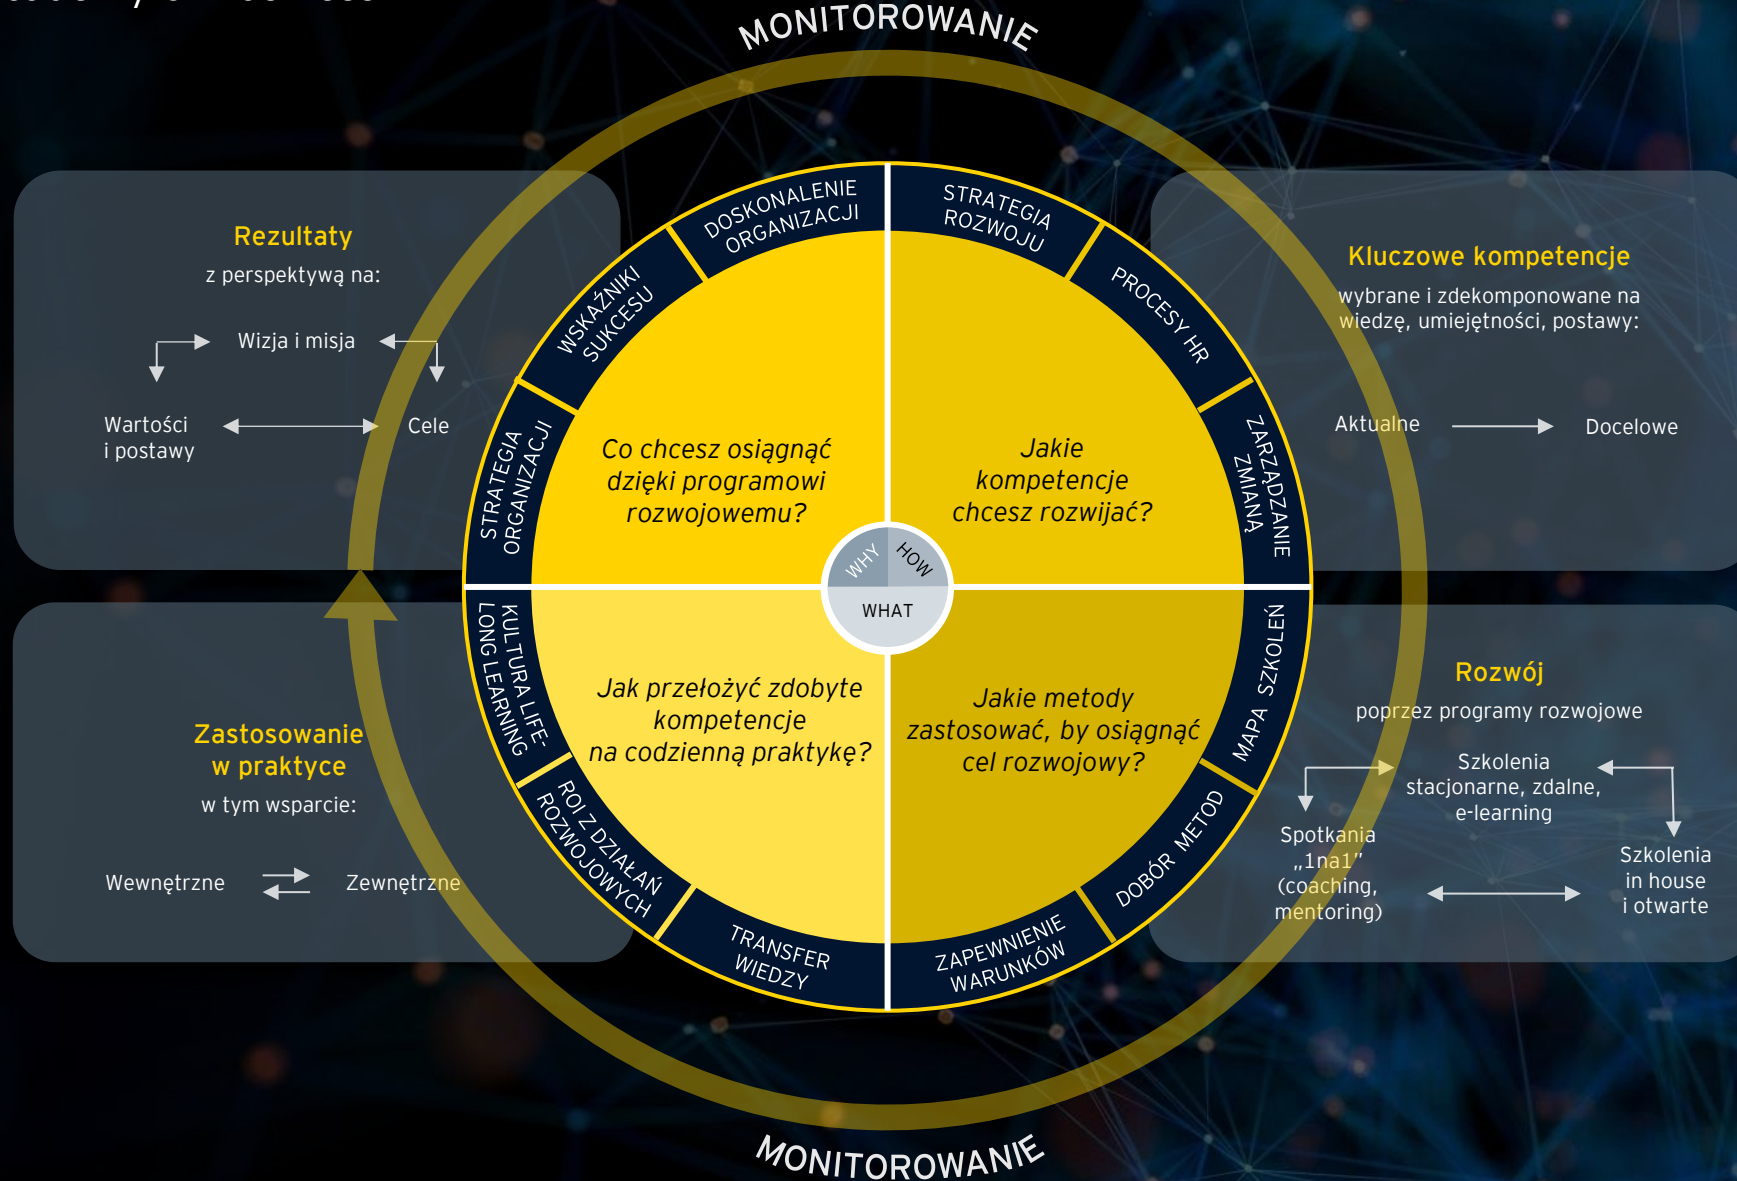 MONITOROWANIE
Rezultaty
z perspektywą na:
Wizja i misja
Wartości
i postawy
Cele
DOSKONALENIE
ORGANIZACJI
WSKAŹNIKI
SUKCESU
STRATEGIA
ORGANIZACJI
STRATEGIA
ROZWOJU
PROCESY HR
ZARZĄDZANIE
ZMIANĄ
Co chcesz osiągnąć
dzięki programowi
rozwojowemu?
Jakie
kompetencje
chcesz rozwijać?
Kluczowe kompetencje
wybrane i zdekomponowane na
wiedzę, umiejętności, postawy:
Aktualne
Docelowe
WHY
HOW
WHAT
Zastosowanie
w praktyce
w tym wsparcie:
Wewnętrzne
Zewnętrzne
KULTURA LIFE-
LONG LEARNING
ROI Z DZIAŁAŃ
ROZWOJOWYCH
TRANSFER
WIEDZY
Jak przełożyć zdobyte
kompetencje
na codzienną praktykę?
Jakie metody
zastosować, by osiągnąć
cel rozwojowy?
MAPA SZKOLEŃ
DOBÓR METOD
ZAPEWNIENIE
WARUNKÓW
Rozwój
poprzez programy rozwojowe
Szkolenia
stacjonarne, zdalne,
e-learning
Spotkania
„1na1”
(coaching,
mentoring)
Szkolenia
in house
i otwarte
MONITOROWANIE